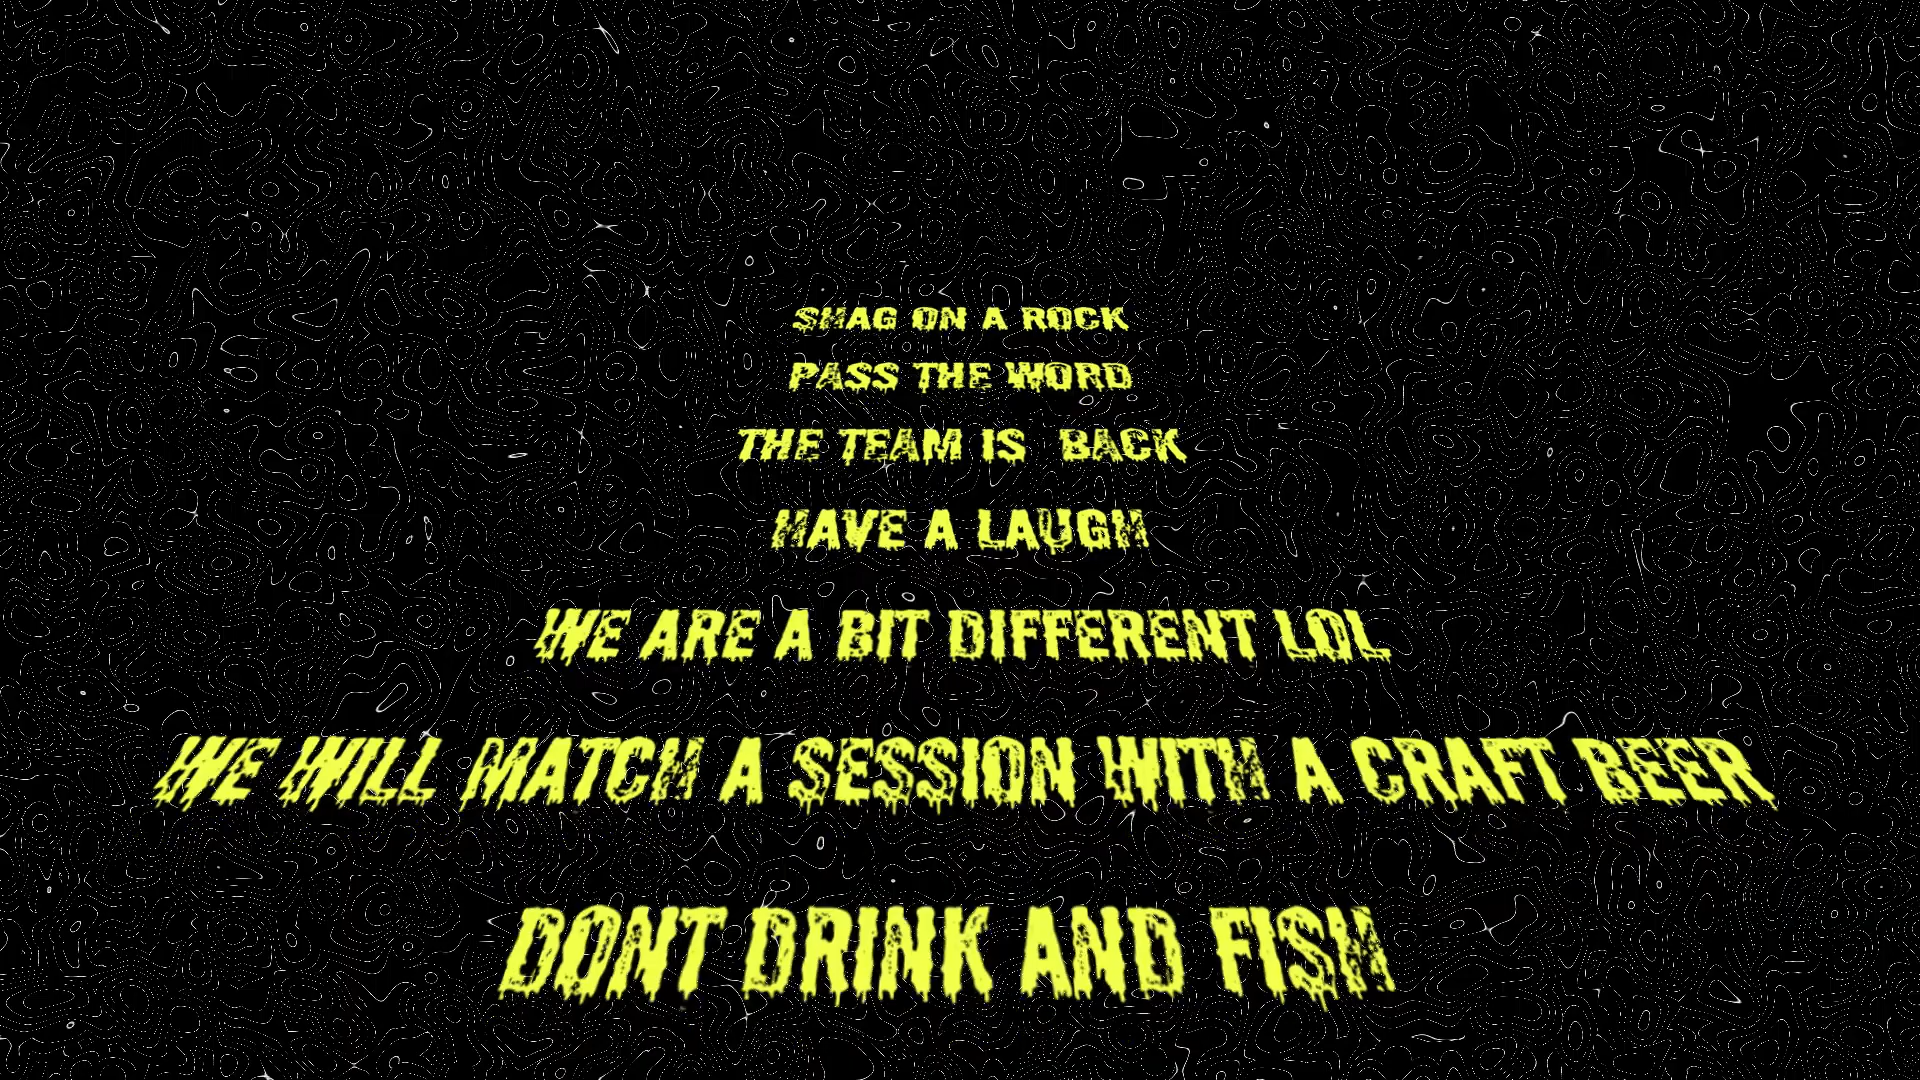 SHAG ON A ROCK
PASS THE WORD
THE TEAM IS BACK
HAVE A LAUGH
WE ARE A BIT DIFFERENT LOL
WE WILL MATCH A SESSION WITH A CRAFT BEER
DONT DRINK AND FISH